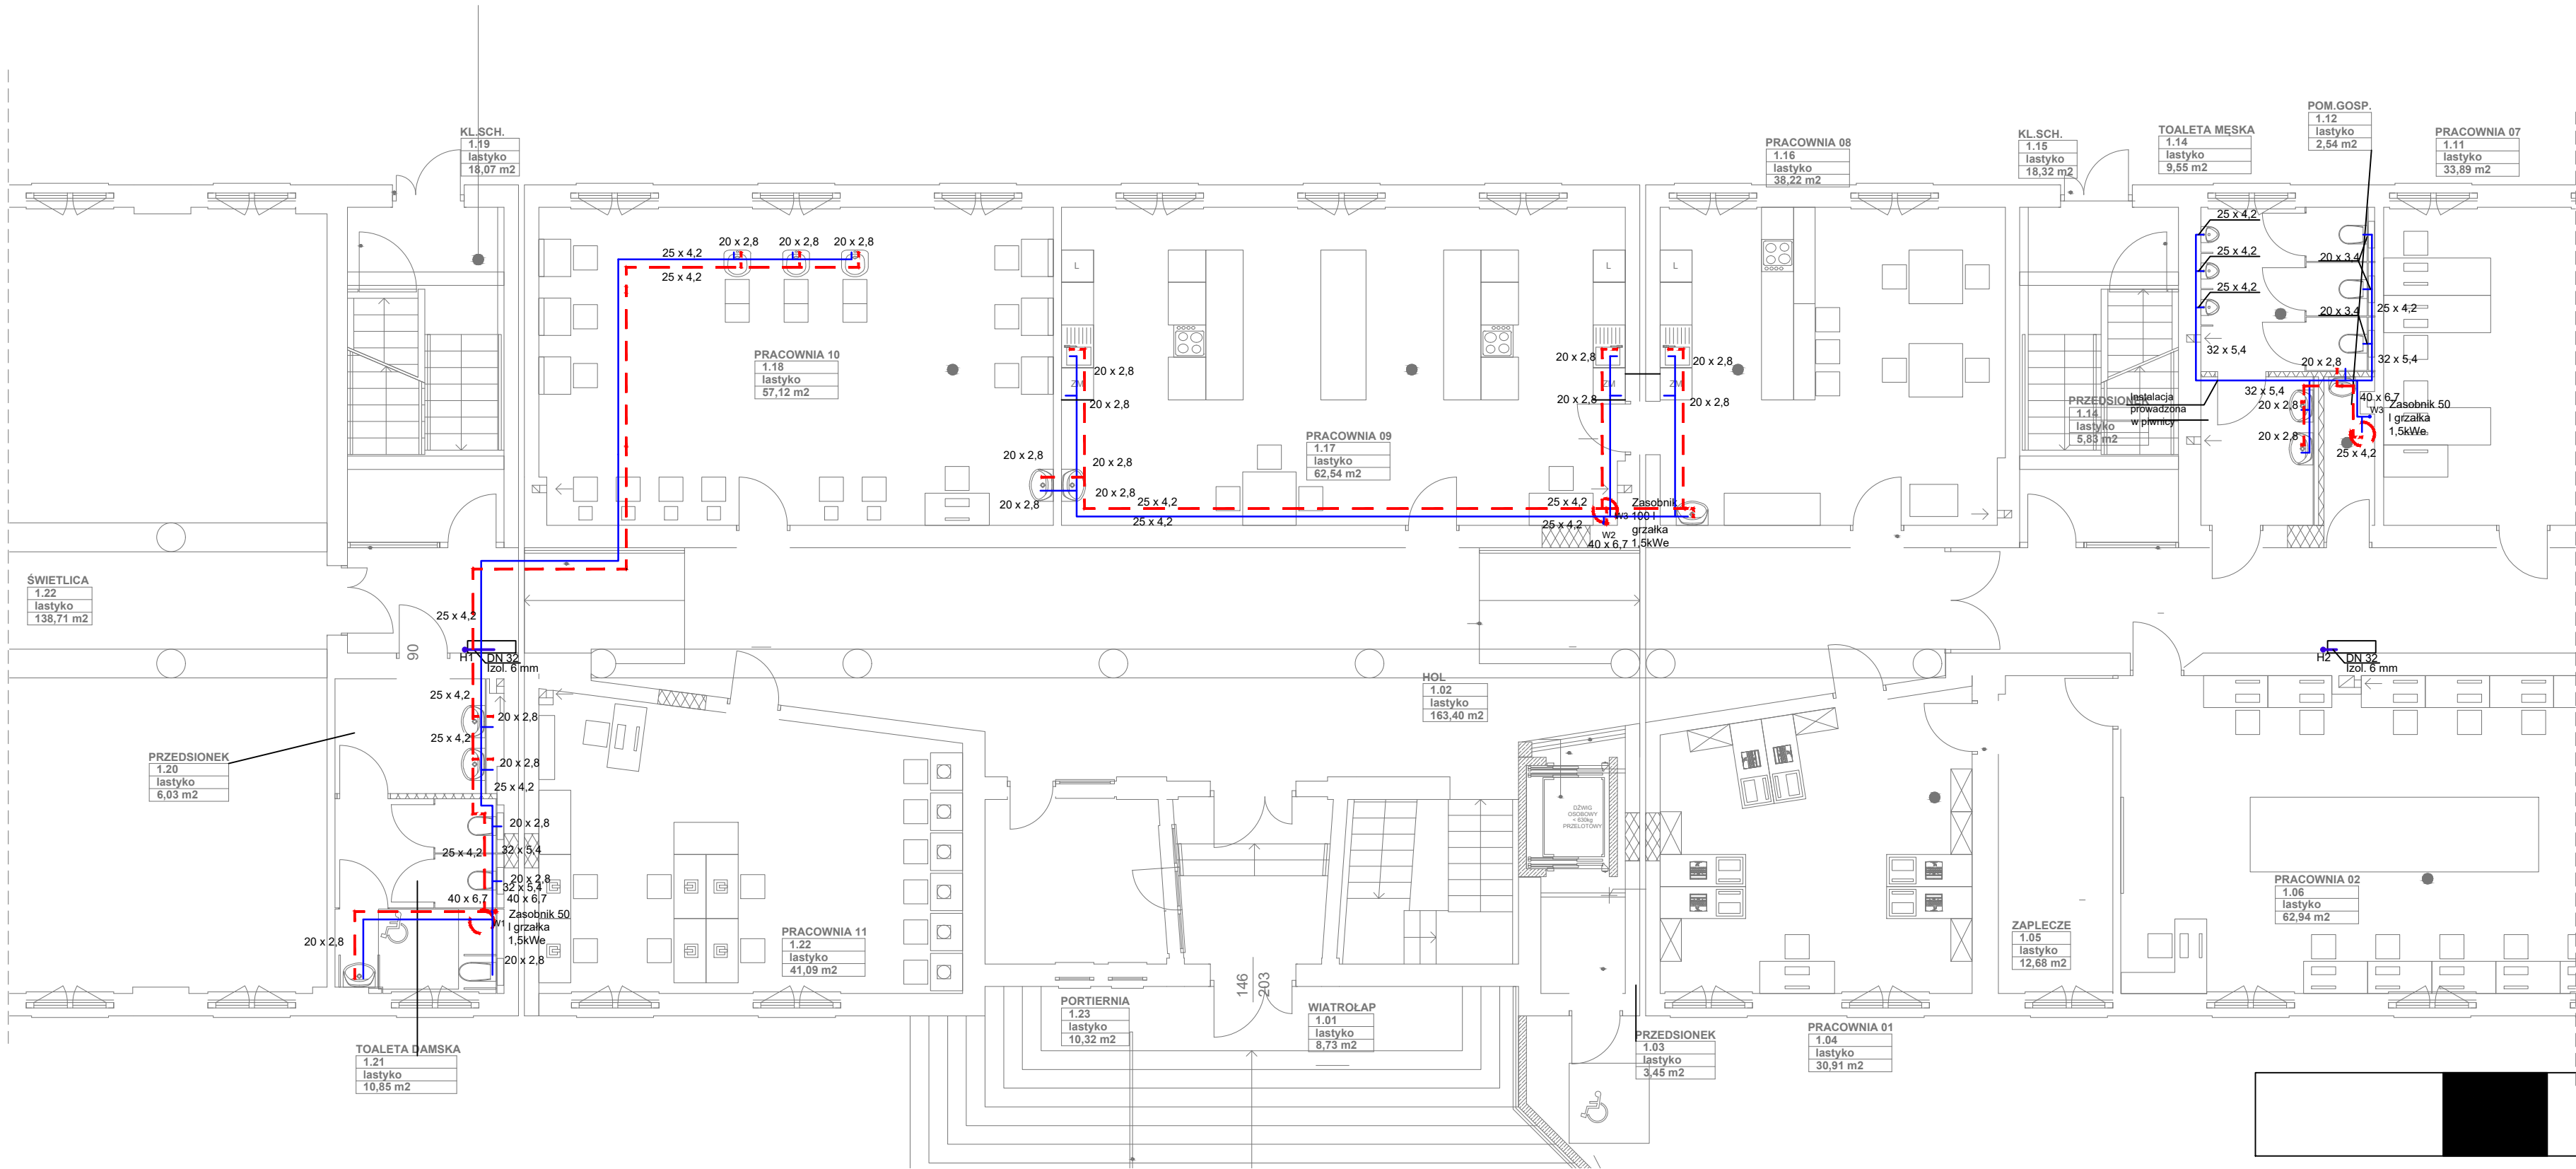 KL.SCH.
1.19
lastyko
18,07 m2
PRACOWNIA 08
1.16
lastyko
38,22 m2
KL.SCH.
1.15
lastyko
18,32 m2
TOALETA MĘSKA
1.14
lastyko
9,55 m2
POM.GOSP.
1.12
lastyko
2,54 m2
PRACOWNIA 07
1.11
lastyko
33,89 m2
25 x 4,2
25 x 4,2
20 x 2,8
20 x 2,8
20 x 2,8
PRACOWNIA 10
1.18
lastyko
57,12 m2
L
ZM
20 x 2,8
20 x 2,8
20 x 2,8
20 x 2,8
20 x 2,8
20 x 2,8
25 x 4,2
25 x 4,2
PRACOWNIA 09
1.17
lastyko
62,54 m2
L
ZM
20 x 2,8
20 x 2,8
L
ZM
20 x 2,8
20 x 2,8
25 x 4,2
25 x 4,2
W3
Zasobnik
100 l
grzałka
1,5kWe
W2
40 x 6,7
25 x 4,2
25 x 4,2
25 x 4,2
20 x 3,4
20 x 3,4
25 x 4,2
32 x 5,4
32 x 5,4
20 x 2,8
32 x 5,4
20 x 2,8
20 x 2,8
40 x 6,7
W3
Zasobnik 50
l grzałka
1,5kWe
25 x 4,2
PRZEDSIONEK
1.14
lastyko
5,83 m2
Instalacja
prowadzona
w piwnicy
ŚWIETLICA
1.22
lastyko
138,71 m2
25 x 4,2
90
H1
DN 32
Izol. 6 mm
25 x 4,2
20 x 2,8
25 x 4,2
20 x 2,8
25 x 4,2
20 x 2,8
25 x 4,2
32 x 5,4
20 x 2,8
32 x 5,4
40 x 6,7
40 x 6,7
W1
Zasobnik 50
l grzałka
1,5kWe
20 x 2,8
20 x 2,8
PRZEDSIONEK
1.20
lastyko
6,03 m2
TOALETA DAMSKA
1.21
lastyko
10,85 m2
PRACOWNIA 11
1.22
lastyko
41,09 m2
HOL
1.02
lastyko
163,40 m2
H2
DN 32
Izol. 6 mm
DŹWIG
OSOBOWY
< 630kg
PRZELOTOWY
146
203
PORTIERNIA
1.23
lastyko
10,32 m2
WIATROŁAP
1.01
lastyko
8,73 m2
PRZEDSIONEK
1.03
lastyko
3,45 m2
PRACOWNIA 01
1.04
lastyko
30,91 m2
ZAPLECZE
1.05
lastyko
12,68 m2
PRACOWNIA 02
1.06
lastyko
62,94 m2